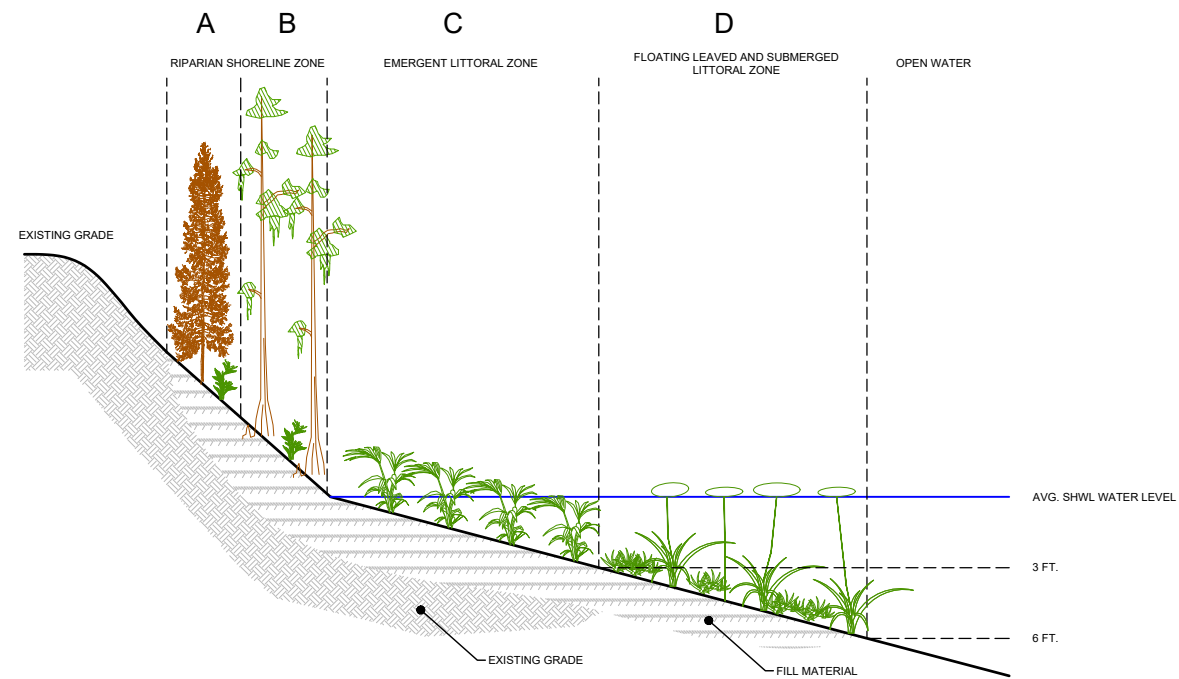 A
B
C
D
RIPARIAN SHORELINE ZONE
EMERGENT LITTORAL ZONE
FLOATING LEAVED AND SUBMERGED
LITTORAL ZONE
OPEN WATER
EXISTING GRADE
AVG. SHWL WATER LEVEL
3 FT.
6 FT.
EXISTING GRADE
FILL MATERIAL